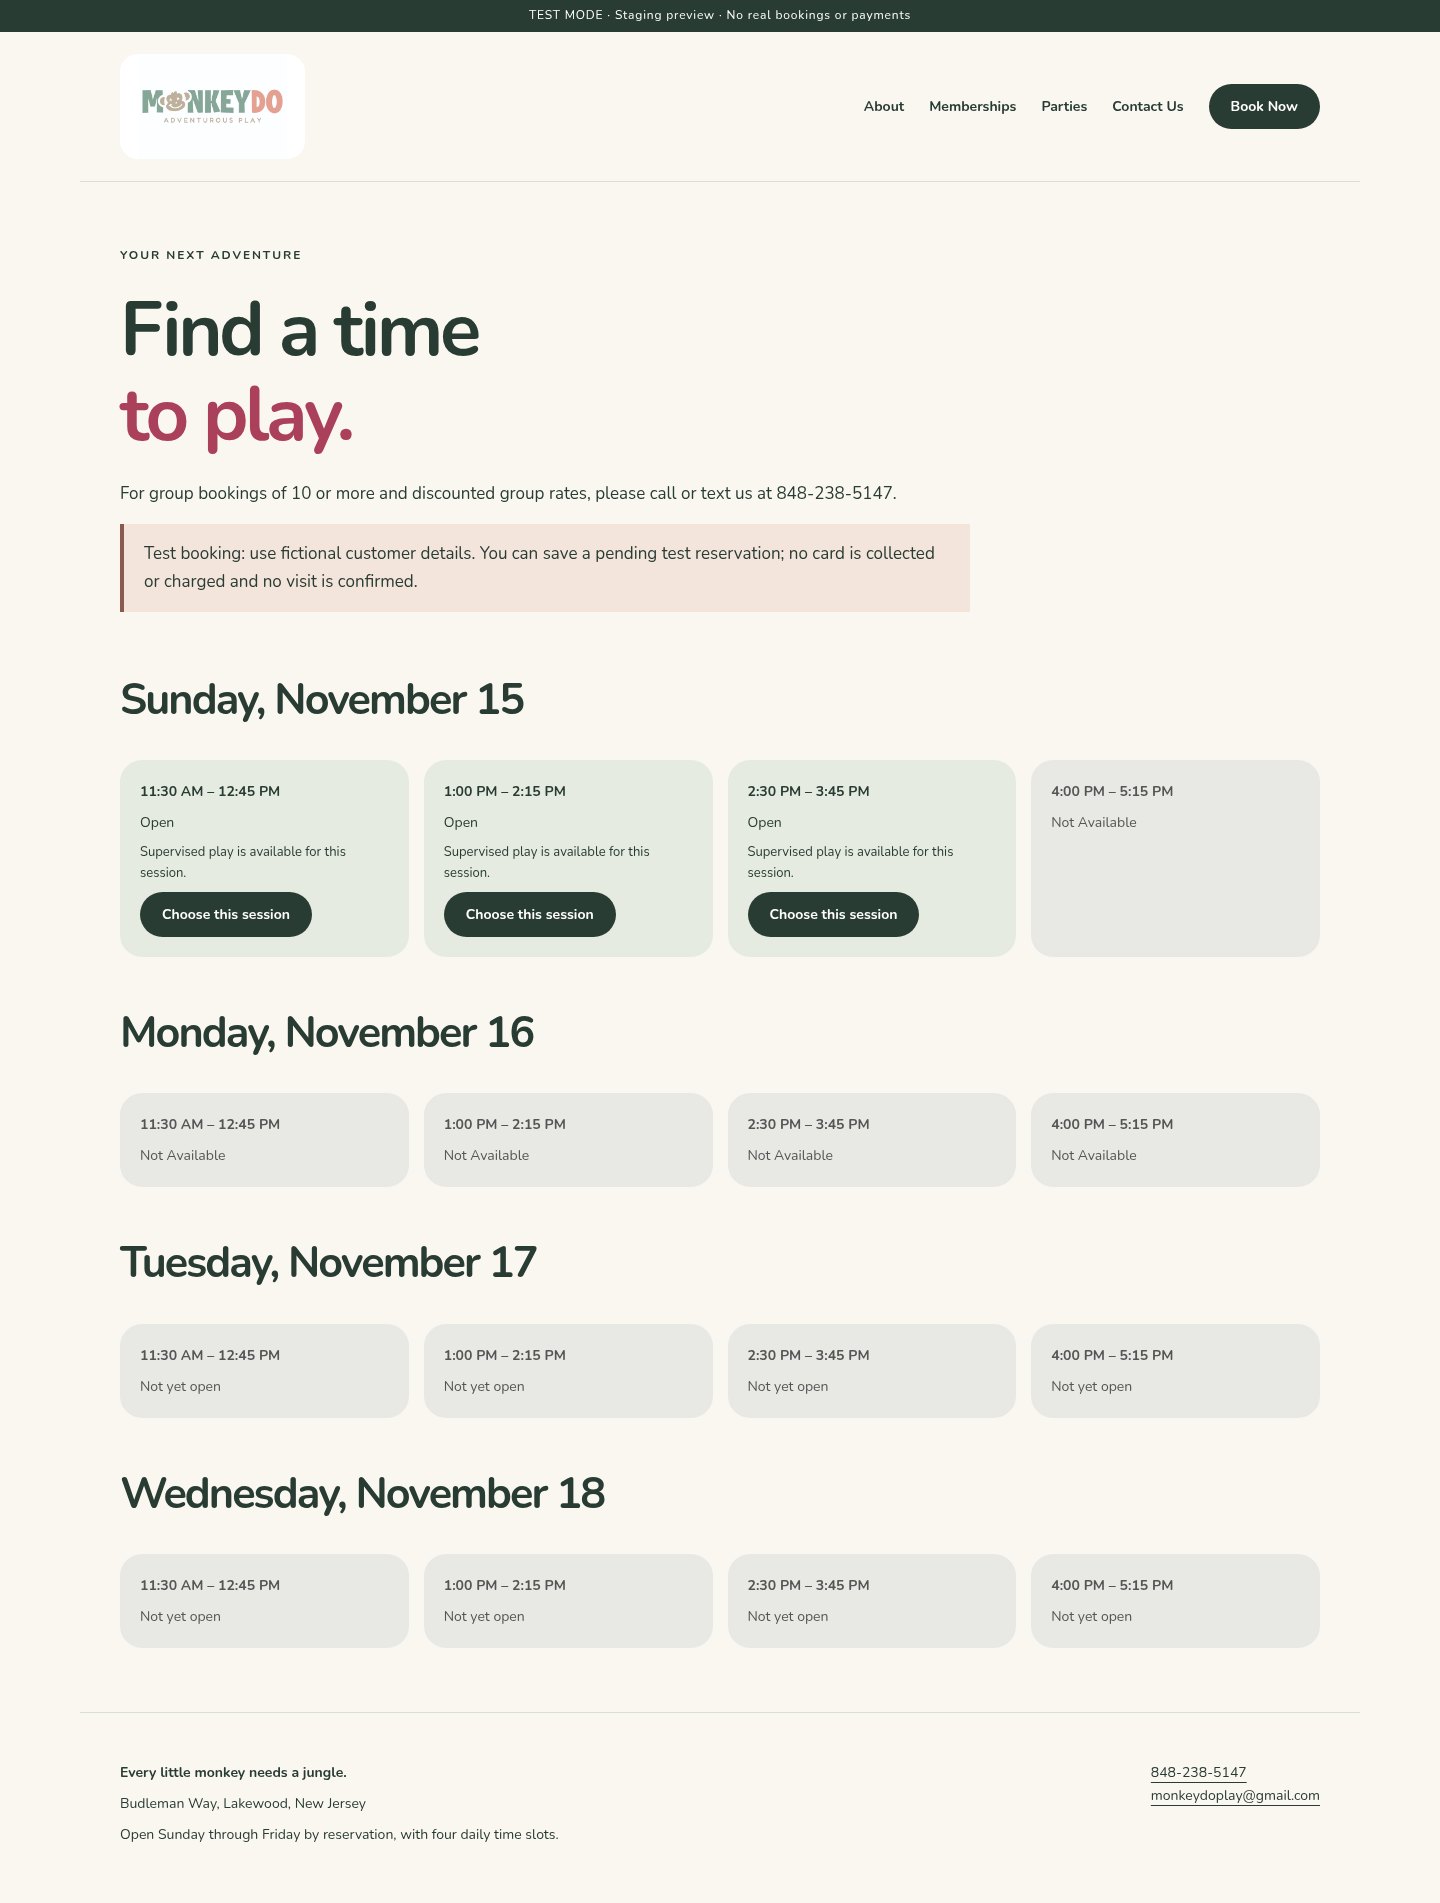 TEST MODE · Staging preview · No real bookings or payments
MONKEYDO
ADVENTUROUS PLAY
About Memberships Parties Contact Us Book Now
YOUR NEXT ADVENTURE
Find a time
to play.
For group bookings of 10 or more and discounted group rates, please call or text us at 848-238-5147.
Test booking: use fictional customer details. You can save a pending test reservation; no card is collected
or charged and no visit is confirmed.
Sunday, November 15
11:30 AM – 12:45 PM
Open
Supervised play is available for this
session.
Choose this session
1:00 PM – 2:15 PM
Open
Supervised play is available for this
session.
Choose this session
2:30 PM – 3:45 PM
Open
Supervised play is available for this
session.
Choose this session
4:00 PM – 5:15 PM
Not Available
Monday, November 16
11:30 AM – 12:45 PM
Not Available
1:00 PM – 2:15 PM
Not Available
2:30 PM – 3:45 PM
Not Available
4:00 PM – 5:15 PM
Not Available
Tuesday, November 17
11:30 AM – 12:45 PM
Not yet open
1:00 PM – 2:15 PM
Not yet open
2:30 PM – 3:45 PM
Not yet open
4:00 PM – 5:15 PM
Not yet open
Wednesday, November 18
11:30 AM – 12:45 PM
Not yet open
1:00 PM – 2:15 PM
Not yet open
2:30 PM – 3:45 PM
Not yet open
4:00 PM – 5:15 PM
Not yet open
Every little monkey needs a jungle.
Budleman Way, Lakewood, New Jersey
Open Sunday through Friday by reservation, with four daily time slots.
848-238-5147
monkeydoplay@gmail.com